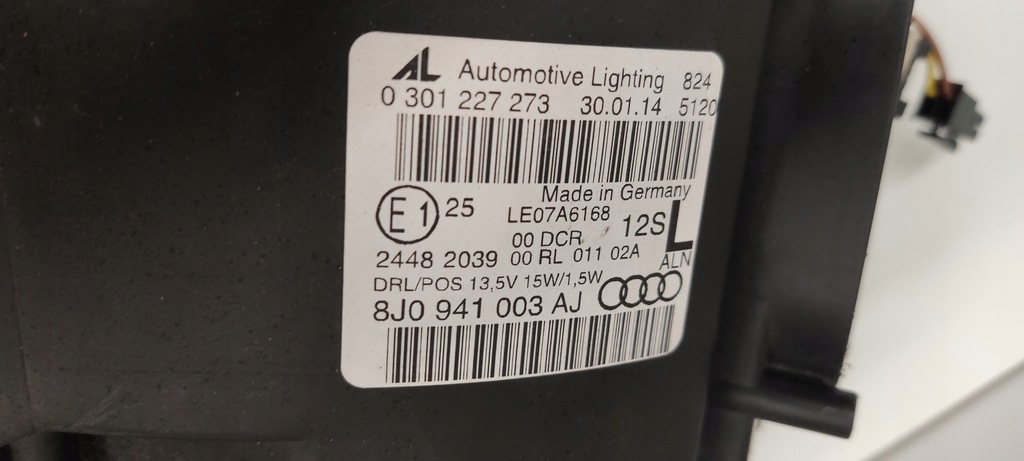 AL Automotive Lighting 824
0 301 227 273 30.01.14 5120
Made in Germany
E1 25 LE07A6168 12S L
00 DCR
2448 2039 00 RL 011 02A ALN
DRL/POS 13,5V 15W/1,5W
8J0 941 003 AJ